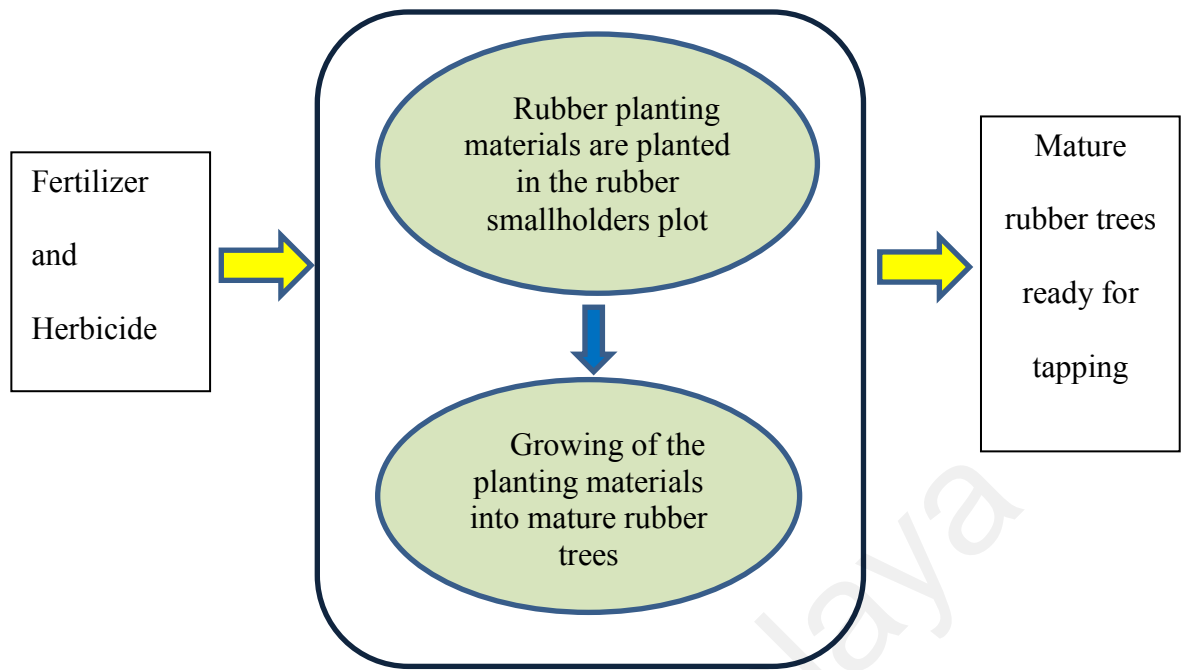 Fertilizer
and
Herbicide
Rubber planting
materials are planted
in the rubber
smallholders plot
Growing of the
planting materials
into mature rubber
trees
Mature
rubber trees
ready for
tapping
laya